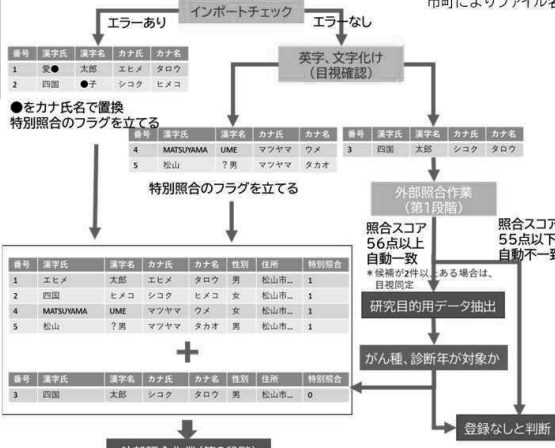 市町によりファイル名
インポートチェック
エラーあり
エラーなし
番号 漢字氏 漢字名 カナ氏 カナ名
1 愛● 太郎 エヒメ タロウ
2 四国 ●子 シコク ヒメコ
英字、文字化け
(目視確認)
●をカナ氏名で置換
特別照合のフラグを立てる
番号 漢字氏 漢字名 カナ氏 カナ名
4 MATSUYAMA UME マツヤマ ウメ
5 松山 ?男 マツヤマ タカオ
番号 漢字氏 漢字名 カナ氏 カナ名
3 四国 太郎 シコク タロウ
特別照合のフラグを立てる
外部照合作業
(第1段階)
照合スコア
56点以上
自動一致
*候補が2件以上ある場合は、
目視同定
照合スコア
55点以下
自動不一致
番号 漢字氏 漢字名 カナ氏 カナ名 性別 住所 特別照合
1 エヒメ 太郎 エヒメ タロウ 男 松山市... 1
2 四国 ヒメコ シコク ヒメコ 女 松山市... 1
4 MATSUYAMA UME マツヤマ ウメ 女 松山市... 1
5 松山 ?男 マツヤマ タカオ 男 松山市... 1
+
番号 漢字氏 漢字名 カナ氏 カナ名 性別 住所 特別照合
3 四国 太郎 シコク タロウ 男 松山市... 0
研究目的用データ抽出
がん種、診断年が対象か
登録なしと判断